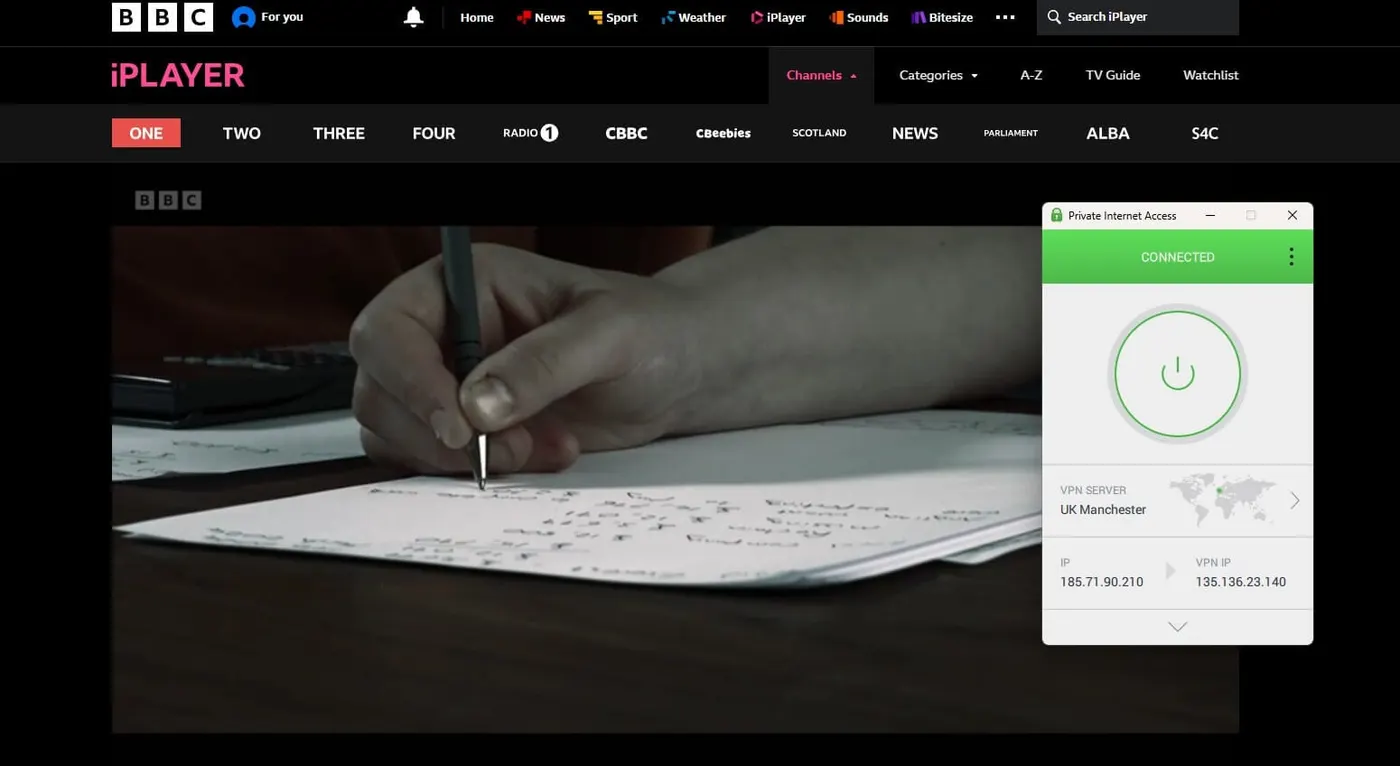 BBC For you Home News Sport Weather iPlayer Sounds Bitesize ... Search iPlayer
iPLAYER Channels Categories A-Z TV Guide Watchlist
ONE TWO THREE FOUR RADIO 1 CBBC CBeebies SCOTLAND NEWS PARLIAMENT ALBA S4C
BBC
Private Internet Access
CONNECTED
VPN SERVER
UK Manchester
IP VPN IP
185.71.90.210 135.136.23.140